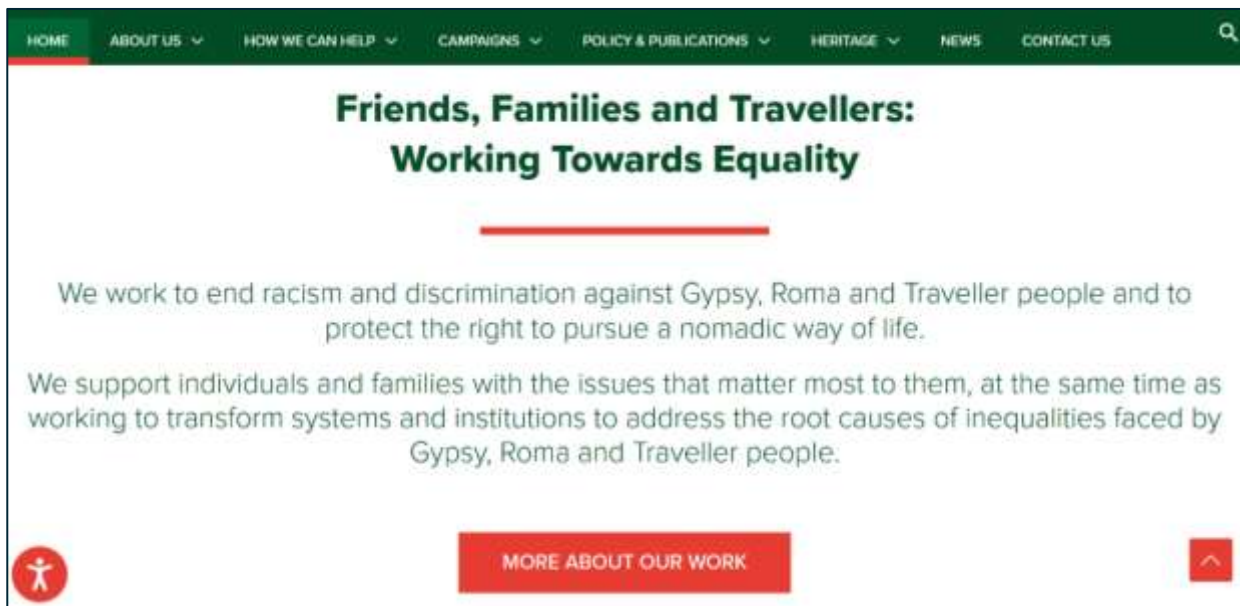 HOME ABOUT US HOW WE CAN HELP CAMPAIGNS POLICY & PUBLICATIONS HERITAGE NEWS CONTACT US
Friends, Families and Travellers:
Working Towards Equality
We work to end racism and discrimination against Gypsy, Roma and Traveller people and to
protect the right to pursue a nomadic way of life.
We support individuals and families with the issues that matter most to them, at the same time as
working to transform systems and institutions to address the root causes of inequalities faced by
Gypsy, Roma and Traveller people.
MORE ABOUT OUR WORK